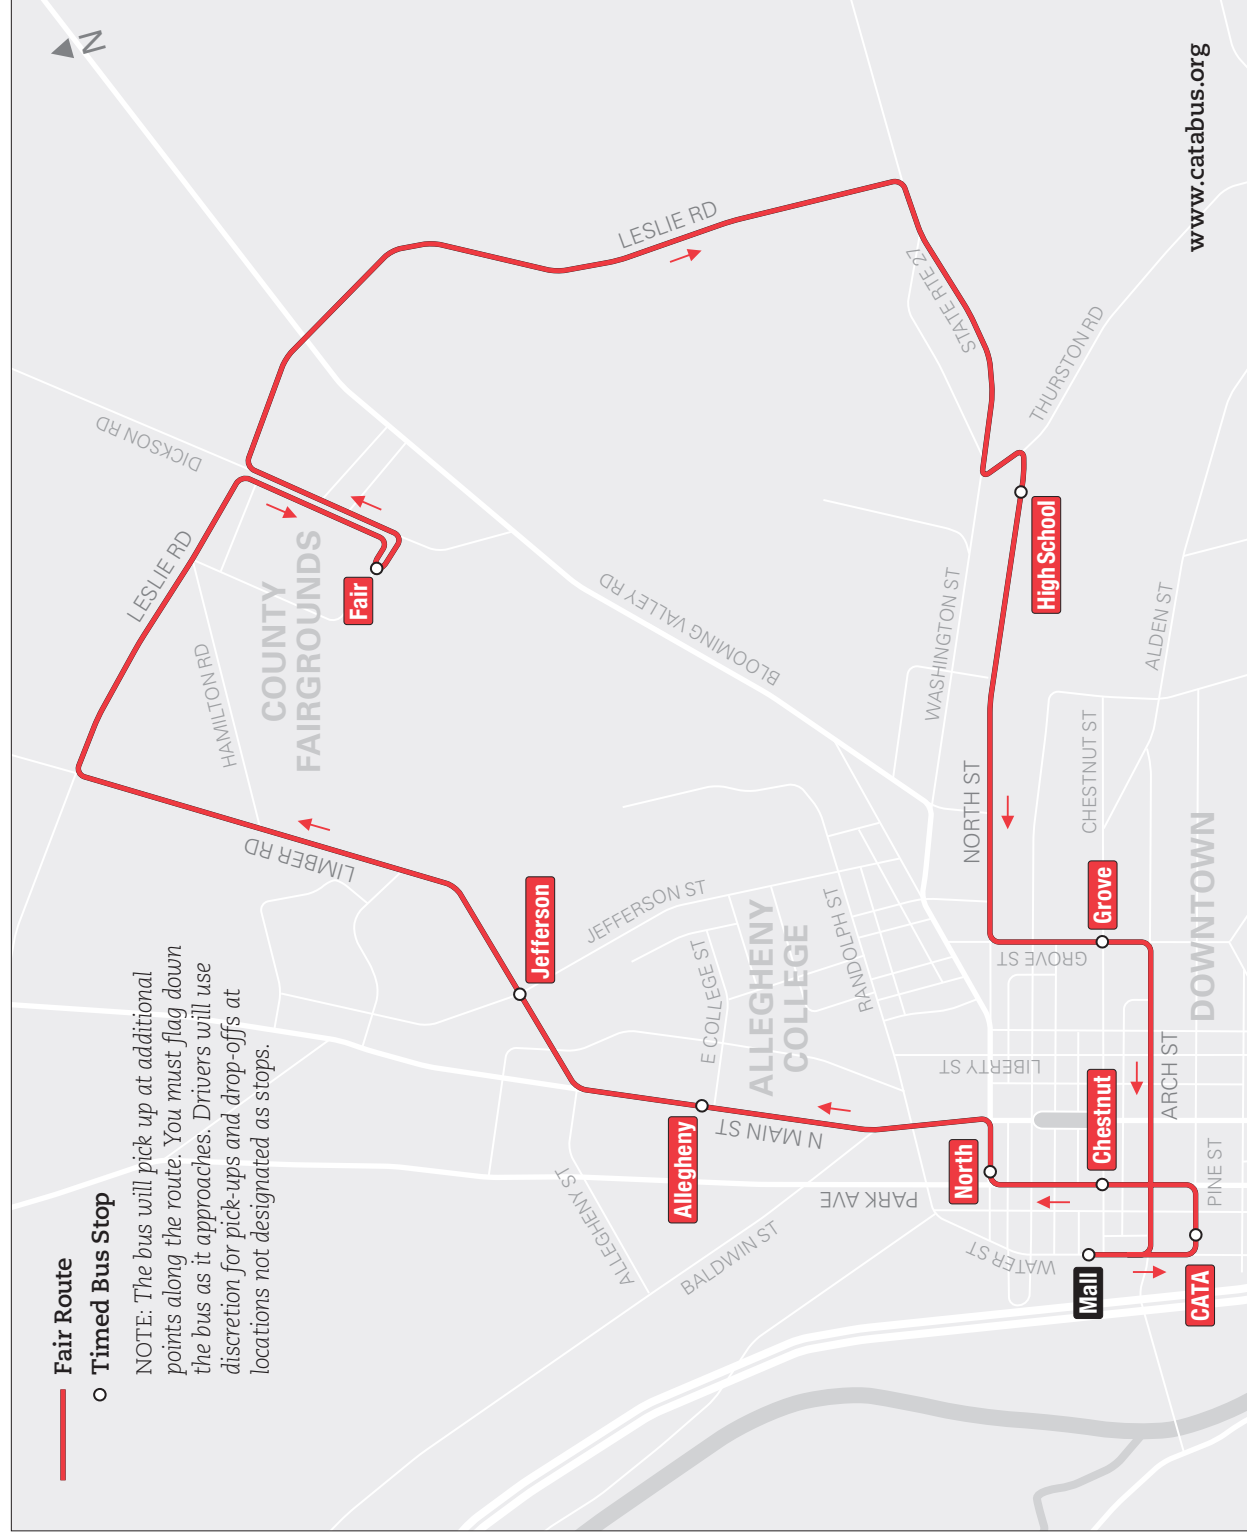 Fair Route
Timed Bus Stop
NOTE: The bus will pick up at additional
points along the route. You must flag down
the bus as it approaches. Drivers will use
discretion for pick-ups and drop-offs at
locations not designated as stops.
N
DICKSON RD
LESLIE RD
HAMILTON RD
COUNTY
FAIRGROUNDS
Fair
LIMBER RD
LESLIE RD
BLOOMING VALLEY RD
STATE RTE 27
THURSTON RD
WASHINGTON ST
High School
ALDEN ST
CHESTNUT ST
NORTH ST
Jefferson
JEFFERSON ST
E COLLEGE ST
ALLEGHENY
COLLEGE
RANDOLPH ST
Grove
GROVE ST
DOWNTOWN
LIBERTY ST
ARCH ST
Chestnut
N MAIN ST
Allegheny
ALLEGHENY ST
BALDWIN ST
PARK AVE
North
PINE ST
WATER ST
Mall
CATA
www.catabus.org